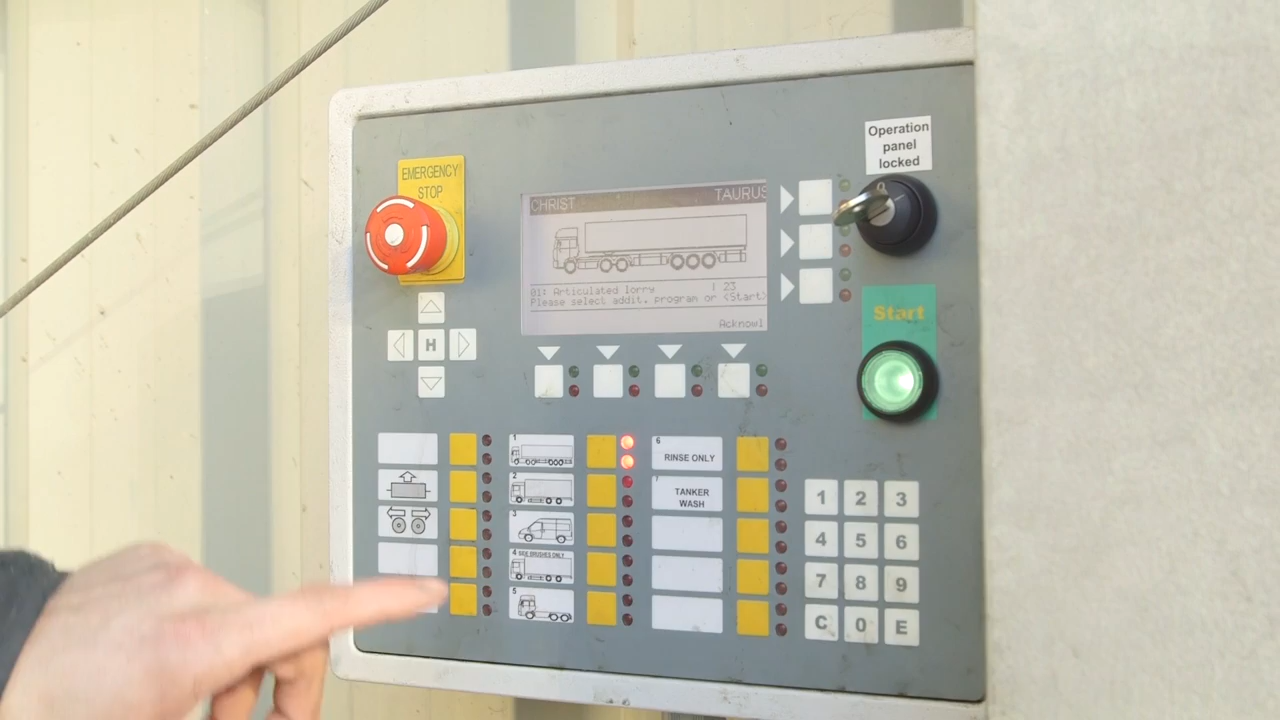 Operation
panel
locked
EMERGENCY
STOP
CHRIST TAURUS
01: Articulated lorry : 23
Please select addit. program or <Start>
Acknowl
Start
H
1
6
RINSE ONLY
2
7
TANKER
WASH
3
4 SIDE BRUSHES ONLY
5
1 2 3
4 5 6
7 8 9
C 0 E